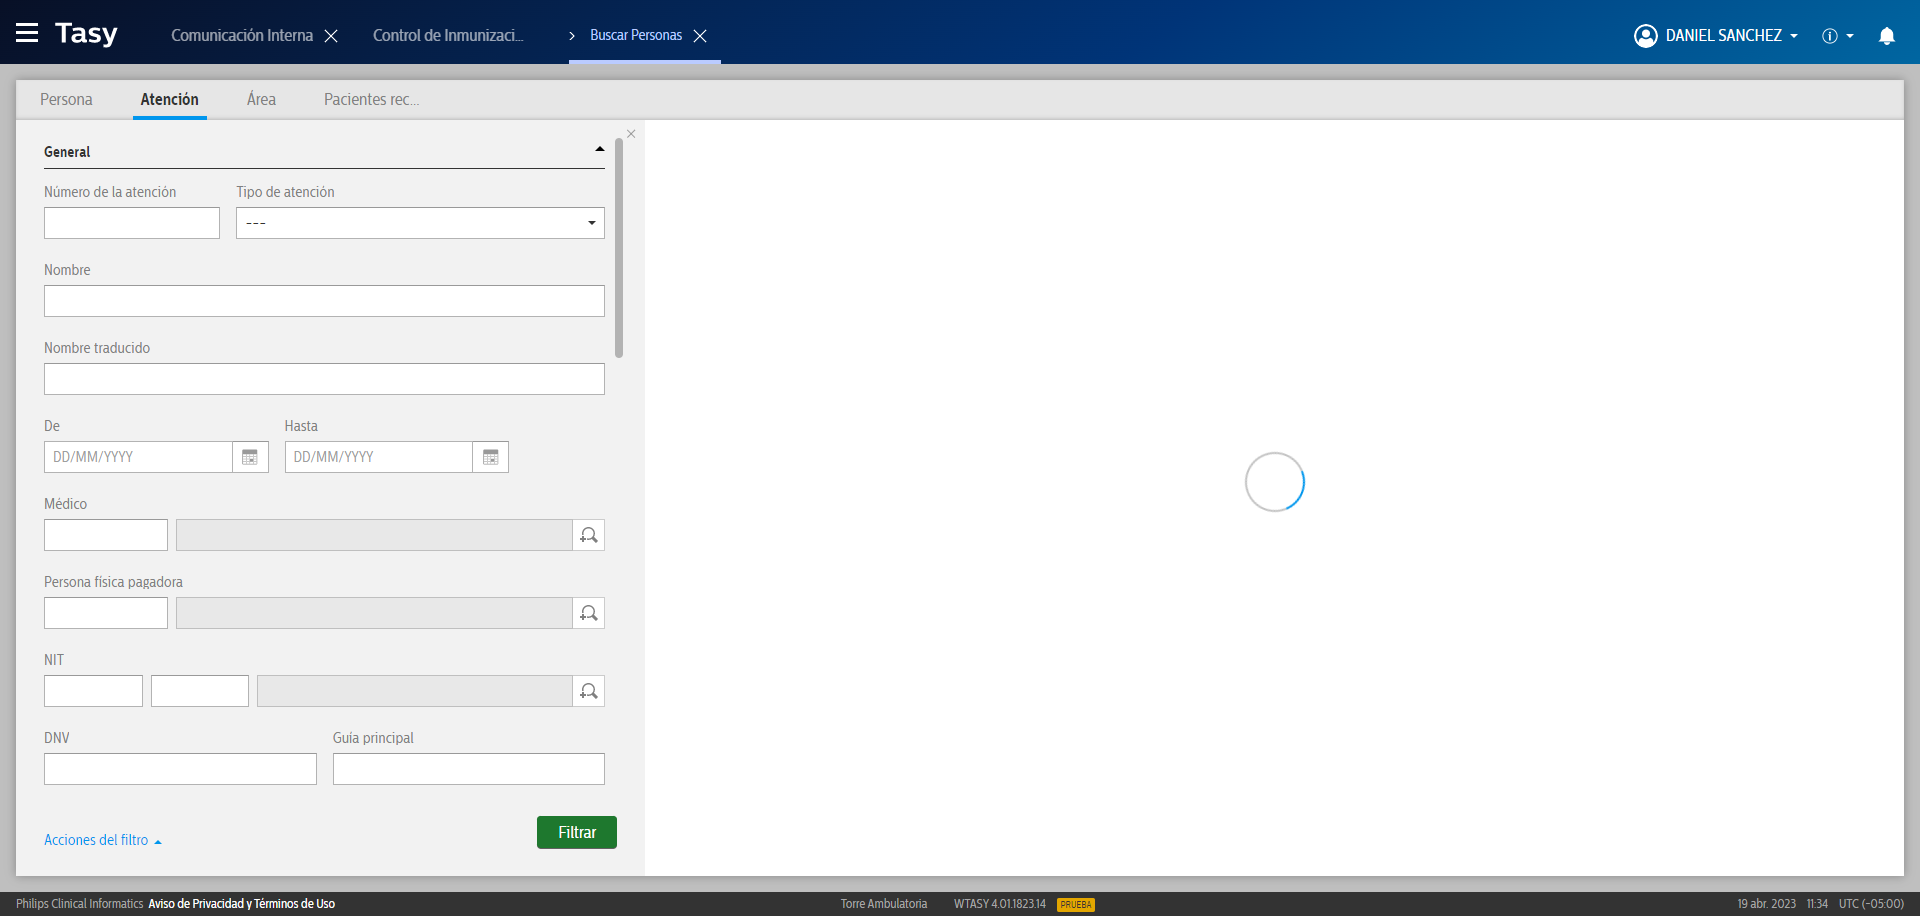 Tasy
Comunicación Interna
Control de Inmunizaci...
Buscar Personas
DANIEL SANCHEZ
Persona
Atención
Área
Pacientes rec...
General
Número de la atención
Tipo de atención
---
Nombre
Nombre traducido
De
Hasta
DD/MM/YYYY
DD/MM/YYYY
Médico
Persona física pagadora
NIT
DNV
Guía principal
Acciones del filtro
Filtrar
Philips Clinical Informatics Aviso de Privacidad y Términos de Uso
Torre Ambulatoria
WTASY 4.01.1823.14
PRUEBA
19 abr. 2023
11:34
UTC (-05:00)